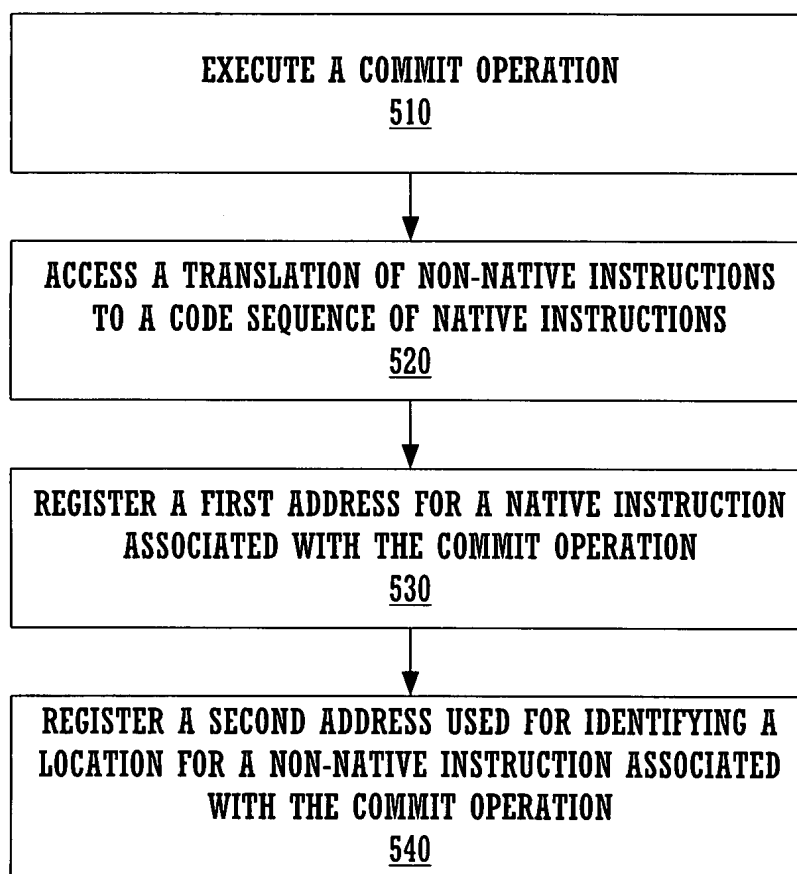 EXECUTE A COMMIT OPERATION
510
ACCESS A TRANSLATION OF NON-NATIVE INSTRUCTIONS
TO A CODE SEQUENCE OF NATIVE INSTRUCTIONS
520
REGISTER A FIRST ADDRESS FOR A NATIVE INSTRUCTION
ASSOCIATED WITH THE COMMIT OPERATION
530
REGISTER A SECOND ADDRESS USED FOR IDENTIFYING A
LOCATION FOR A NON-NATIVE INSTRUCTION ASSOCIATED
WITH THE COMMIT OPERATION
540